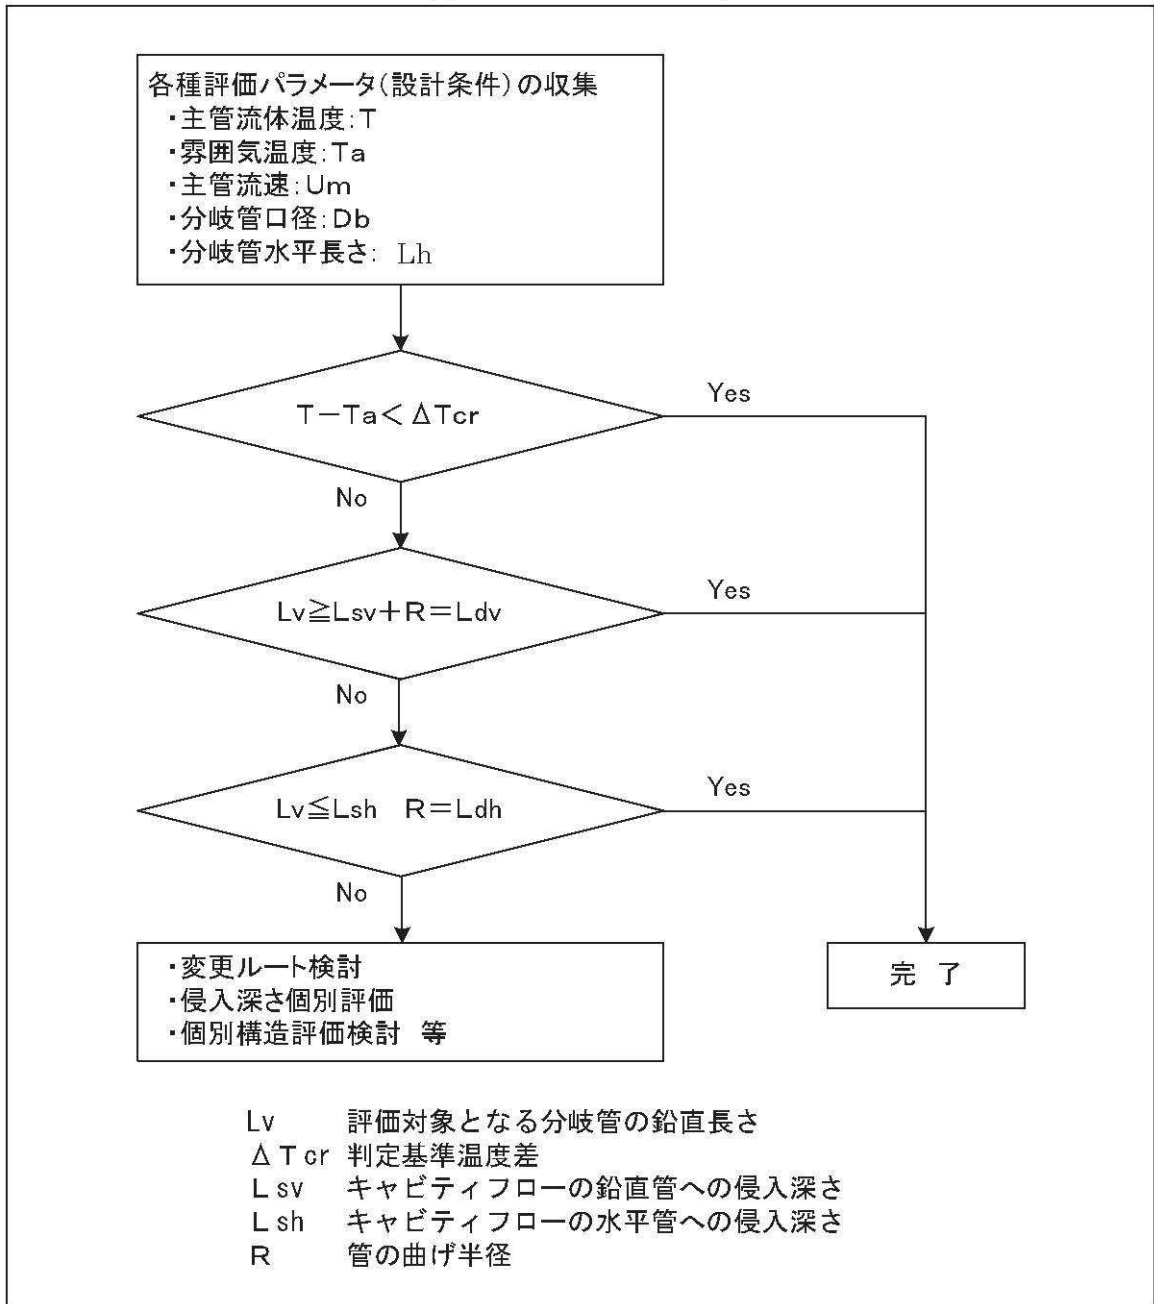 各種評価パラメータ(設計条件)の収集
・主管流体温度:T
・雰囲気温度:Ta
・主管流速:Um
・分岐管口径:Db
・分岐管水平長さ: Lh
T-Ta<ΔTcr
Yes
No
Lv≧Lsv+R=Ldv
Yes
No
Lv≦Lsh R=Ldh
Yes
No
・変更ルート検討
・侵入深さ個別評価
・個別構造評価検討 等
完 了
Lv 評価対象となる分岐管の鉛直長さ
ΔTcr 判定基準温度差
Lsv キャビティフローの鉛直管への侵入深さ
Lsh キャビティフローの水平管への侵入深さ
R 管の曲げ半径